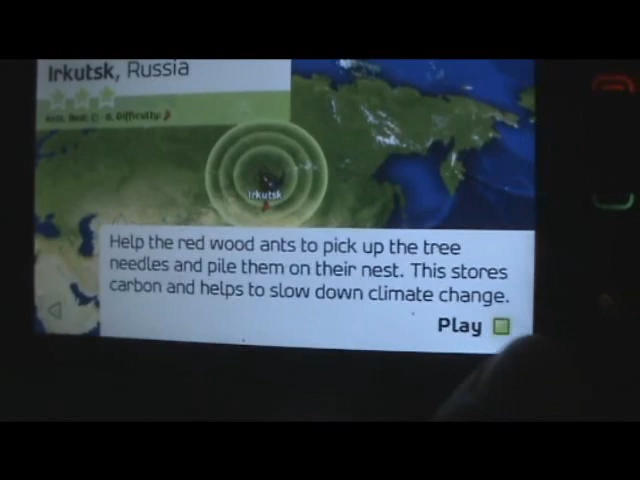 Irkutsk, Russia
Difficulty:
Irkutsk
Help the red wood ants to pick up the tree
needles and pile them on their nest. This stores
carbon and helps to slow down climate change.
Play